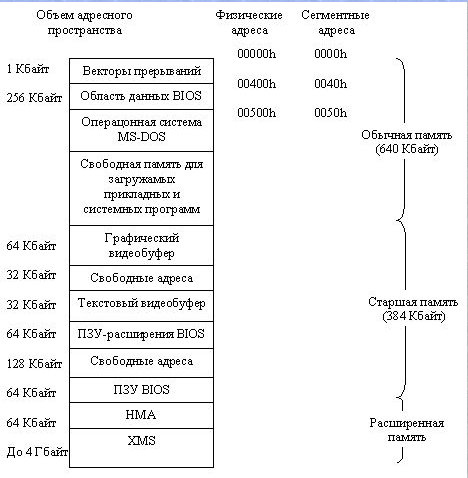 Объем адресного
пространства
Физические
адреса
Сегментные
адреса
00000h
0000h
1 Кбайт
Векторы прерываний
00400h
0040h
256 Кбайт
Область данных BIOS
00500h
0050h
Операцонная система
MS-DOS
Обычная память
(640 Кбайт)
Свободная память для
загружамых
прикладных и
системных программ
64 Кбайт
Графический
видеобуфер
32 Кбайт
Свободные адреса
32 Кбайт
Текстовый видеобуфер
Старшая память
(384 Кбайт)
64 Кбайт
ПЗУ-расширения BIOS
128 Кбайт
Свободные адреса
64 Кбайт
ПЗУ BIOS
64 Кбайт
HMA
Расширенная
память
До 4 Гбайт
XMS